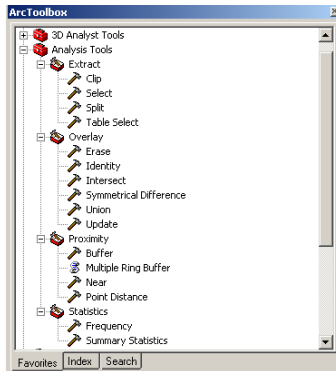 ArcToolbox
3D Analyst Tools
Analysis Tools
Extract
Clip
Select
Split
Table Select
Overlay
Erase
Identity
Intersect
Symmetrical Difference
Union
Update
Proximity
Buffer
Multiple Ring Buffer
Near
Point Distance
Statistics
Frequency
Summary Statistics
Favorites Index Search